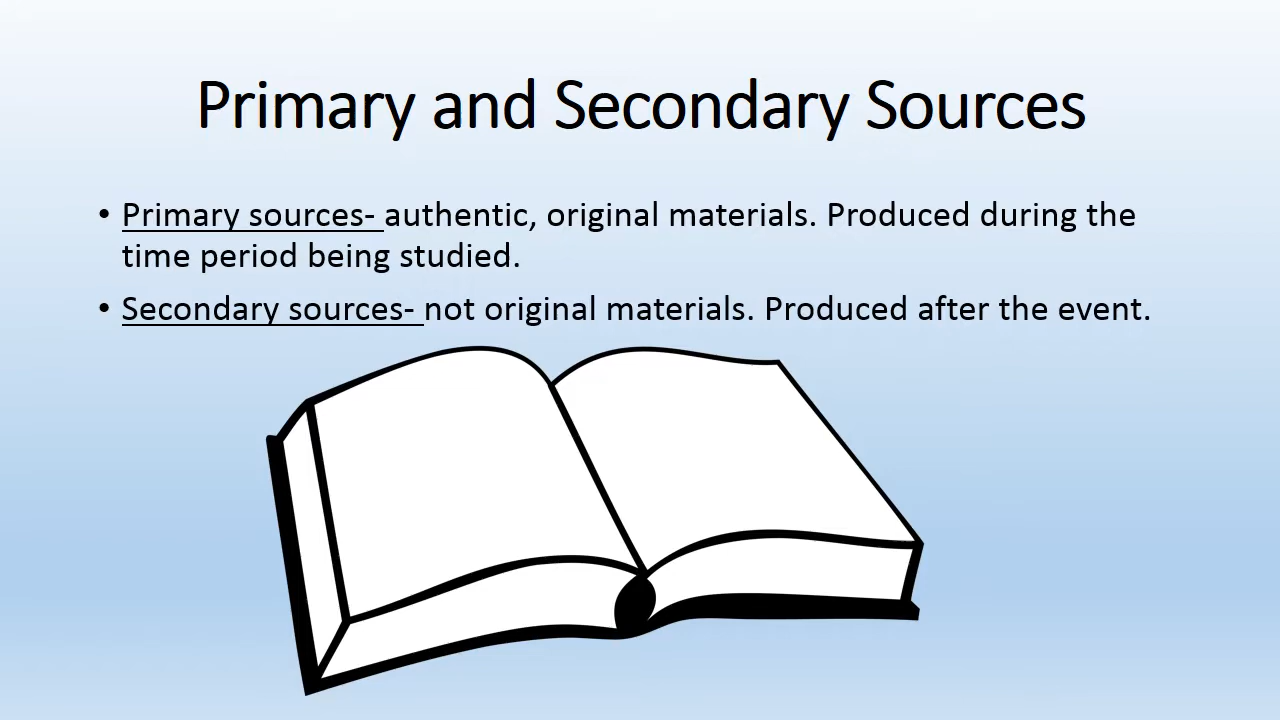 Primary and Secondary Sources
• Primary sources- authentic, original materials. Produced during the
time period being studied.
• Secondary sources- not original materials. Produced after the event.